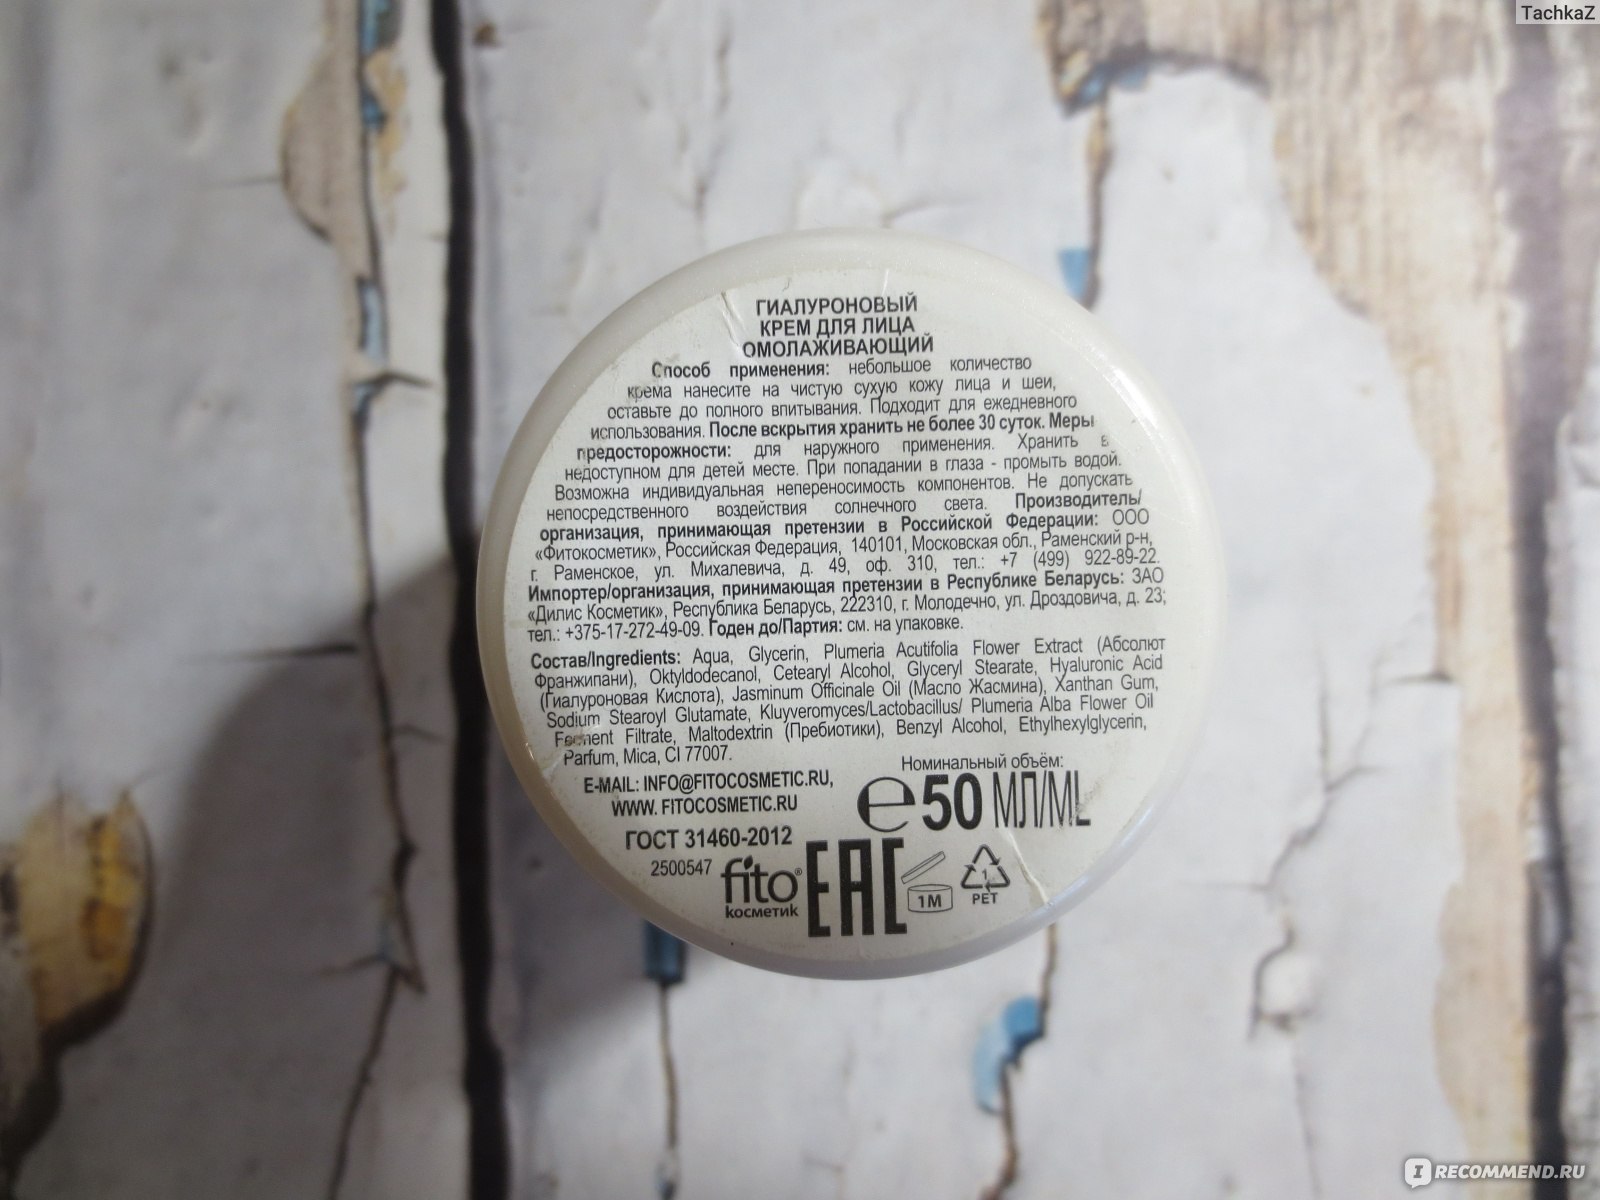 TachkaZ
ГИАЛУРОНОВЫЙ
КРЕМ ДЛЯ ЛИЦА
ОМОЛАЖИВАЮЩИЙ
Способ применения: небольшое количество
крема нанесите на чистую сухую кожу лица и шеи,
оставьте до полного впитывания. Подходит для ежедневного
использования. После вскрытия хранить не более 30 суток. Меры
предосторожности: для наружного применения. Хранить в
недоступном для детей месте. При попадании в глаза - промыть водой.
Возможна индивидуальная непереносимость компонентов. Не допускать
непосредственного воздействия солнечного света. Производитель/
организация, принимающая претензии в Российской Федерации: ООО
«Фитокосметик», Российская Федерация, 140101, Московская обл., Раменский р-н,
г. Раменское, ул. Михалевича, д. 49, оф. 310, тел.: +7 (499) 922-89-22.
Импортер/организация, принимающая претензии в Республике Беларусь: ЗАО
«Дилис Косметик», Республика Беларусь, 222310, г. Молодечно, ул. Дроздовича, д. 23;
тел.: +375-17-272-49-09. Годен до/Партия: см. на упаковке.
Состав/Ingredients: Aqua, Glycerin, Plumeria Acutifolia Flower Extract (Абсолют
Франжипани), Oktyldodecanol, Cetearyl Alcohol, Glyceryl Stearate, Hyaluronic Acid
(Гиалуроновая Кислота), Jasminum Officinale Oil (Масло Жасмина), Xanthan Gum,
Sodium Stearoyl Glutamate, Kluyveromyces/Lactobacillus/ Plumeria Alba Flower Oil
Ferment Filtrate, Maltodextrin (Пребиотики), Benzyl Alcohol, Ethylhexylglycerin,
Parfum, Mica, CI 77007.
Номинальный объём:
E-MAIL: INFO@FITOCOSMETIC.RU,
WWW. FITOCOSMETIC.RU
℮50 МЛ/ML
ГОСТ 31460-2012
2500547
fito®
косметик
EAC
1M
1
PET
I RECOMMEND.RU